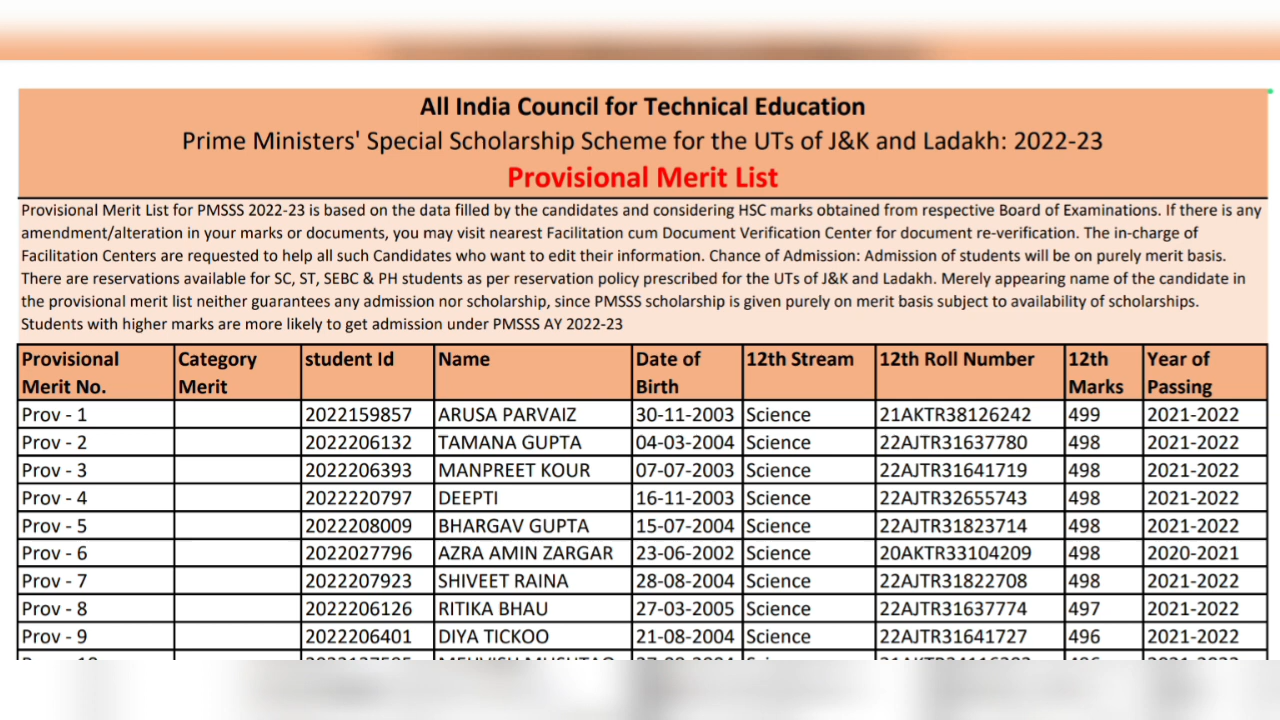 All India Council for Technical Education
Prime Ministers' Special Scholarship Scheme for the UTs of J&K and Ladakh: 2022-23
Provisional Merit List
Provisional Merit List for PMSSS 2022-23 is based on the data filled by the candidates and considering HSC marks obtained from respective Board of Examinations. If there is any
amendment/alteration in your marks or documents, you may visit nearest Facilitation cum Document Verification Center for document re-verification. The in-charge of
Facilitation Centers are requested to help all such Candidates who want to edit their information. Chance of Admission: Admission of students will be on purely merit basis.
There are reservations available for SC, ST, SEBC & PH students as per reservation policy prescribed for the UTs of J&K and Ladakh. Merely appearing name of the candidate in
the provisional merit list neither guarantees any admission nor scholarship, since PMSSS scholarship is given purely on merit basis subject to availability of scholarships.
Students with higher marks are more likely to get admission under PMSSS AY 2022-23
Provisional Category student Id Name Date of 12th Stream 12th Roll Number 12th Year of
Merit No. Merit Birth Marks Passing
Prov - 1 2022159857 ARUSA PARVAIZ 30-11-2003 Science 21AKTR38126242 499 2021-2022
Prov - 2 2022206132 TAMANA GUPTA 04-03-2004 Science 22AJTR31637780 498 2021-2022
Prov - 3 2022206393 MANPREET KOUR 07-07-2003 Science 22AJTR31641719 498 2021-2022
Prov - 4 2022220797 DEEPTI 16-11-2003 Science 22AJTR32655743 498 2021-2022
Prov - 5 2022208009 BHARGAV GUPTA 15-07-2004 Science 22AJTR31823714 498 2021-2022
Prov - 6 2022027796 AZRA AMIN ZARGAR 23-06-2002 Science 20AKTR33104209 498 2020-2021
Prov - 7 2022207923 SHIVEET RAINA 28-08-2004 Science 22AJTR31822708 498 2021-2022
Prov - 8 2022206126 RITIKA BHAU 27-03-2005 Science 22AJTR31637774 497 2021-2022
Prov - 9 2022206401 DIYA TICKOO 21-08-2004 Science 22AJTR31641727 496 2021-2022